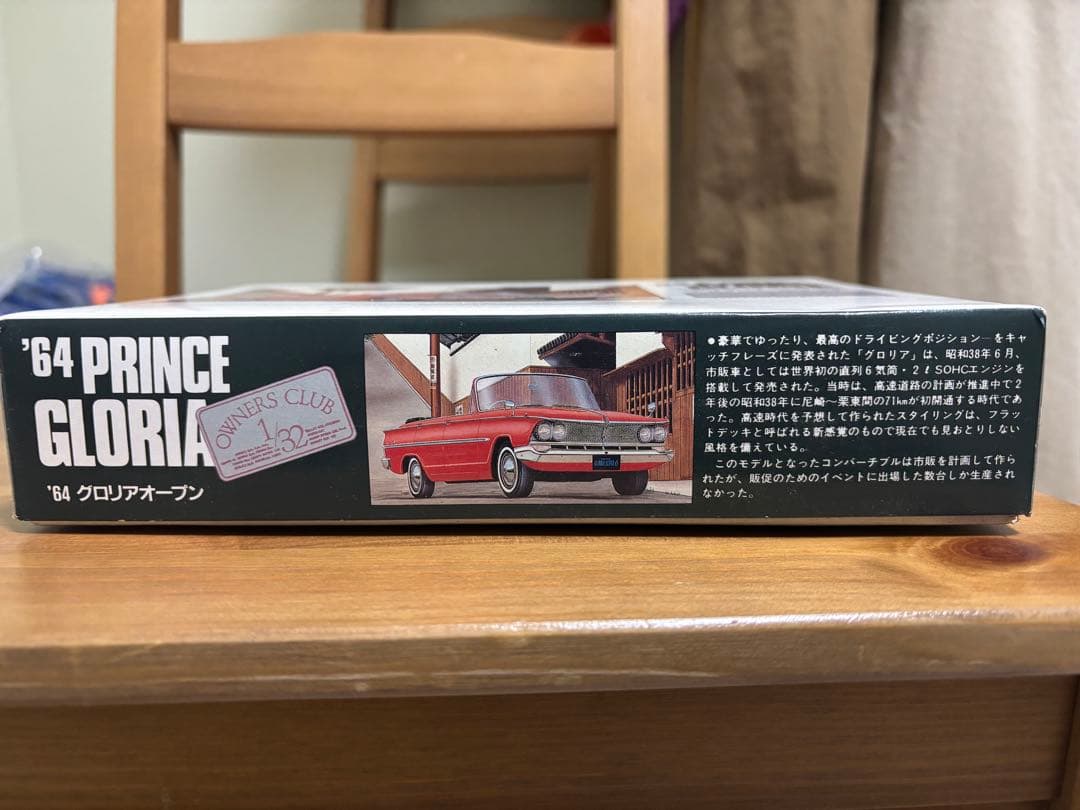 '64 PRINCE
GLORIA
OWNERS CLUB
1/32
'64 グロリアオープン
●豪華でゆったり、最高のドライビングポジション―をキャ
ッチフレーズに発表された「グロリア」は、昭和38年6月、
市販車としては世界初の直列6気筒・2ℓSOHCエンジンを
搭載して発売された。当時は、高速道路の計画が推進中で2
年後の昭和38年に尼崎〜栗東間の71kmが初開通する時代であ
った。高速時代を予想して作られたスタイリングは、フラッ
トデッキと呼ばれる新感覚のもので現在でも見おとりしない
風格を備えている。
このモデルとなったコンバーチブルは市販を計画して作ら
れたが、販促のためのイベントに出場した数台しか生産され
なかった。